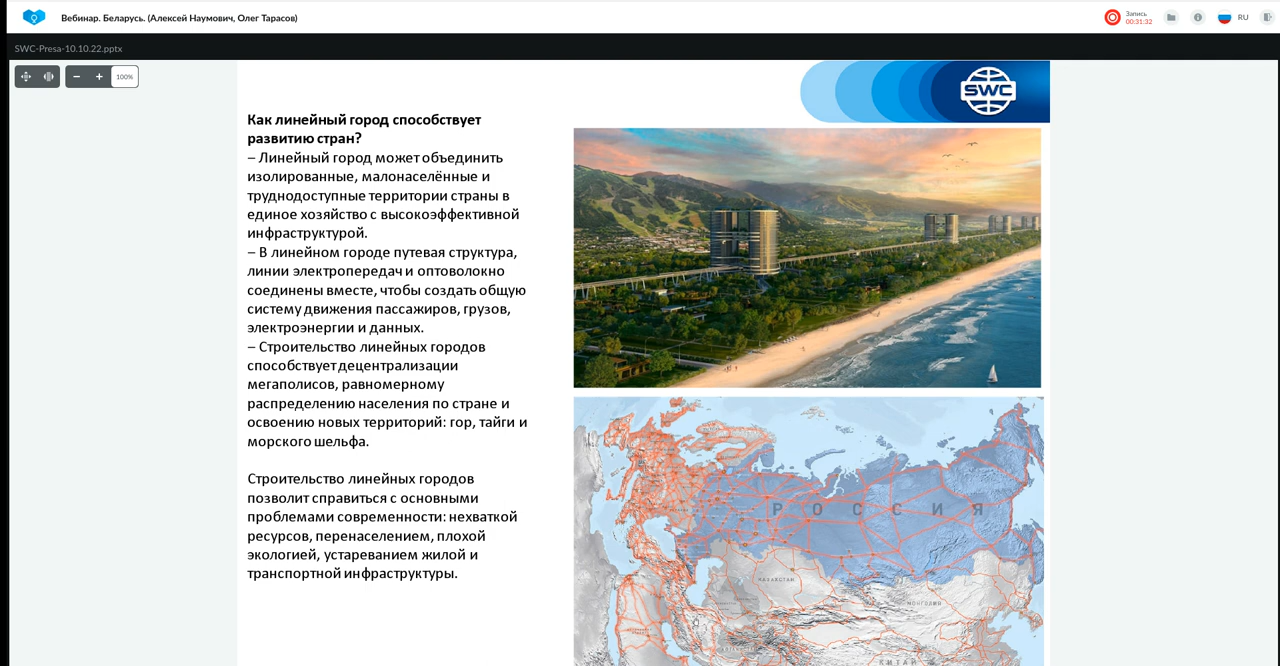 Вебинар. Беларусь. (Алексей Наумович, Олег Тарасов)
Запись
00:31:32
RU
SWC-Presa-10.10.22.pptx
100%
SWC
Как линейный город способствует
развитию стран?
– Линейный город может объединить
изолированные, малонаселённые и
труднодоступные территории страны в
единое хозяйство с высокоэффективной
инфраструктурой.
– В линейном городе путевая структура,
линии электропередач и оптоволокно
соединены вместе, чтобы создать общую
систему движения пассажиров, грузов,
электроэнергии и данных.
– Строительство линейных городов
способствует децентрализации
мегаполисов, равномерному
распределению населения по стране и
освоению новых территорий: гор, тайги и
морского шельфа.
Строительство линейных городов
позволит справиться с основными
проблемами современности: нехваткой
ресурсов, перенаселением, плохой
экологией, устареванием жилой и
транспортной инфраструктуры.
РОССИЯ
КАЗАХСТАН
МОНГОЛИЯ
КИТАЙ